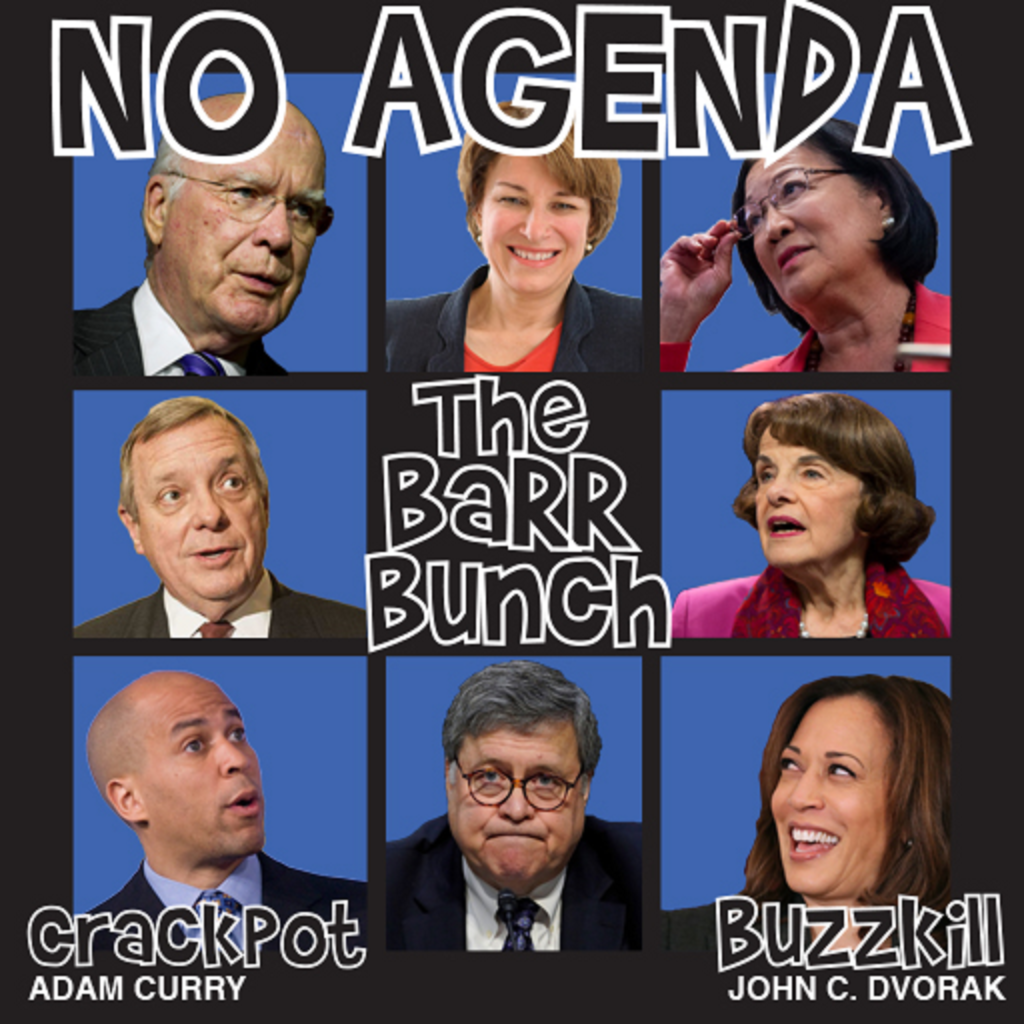 NO AGENDA
The
BaRR
Bunch
CrackPot
Buzzkill
ADAM CURRY
JOHN C. DVORAK